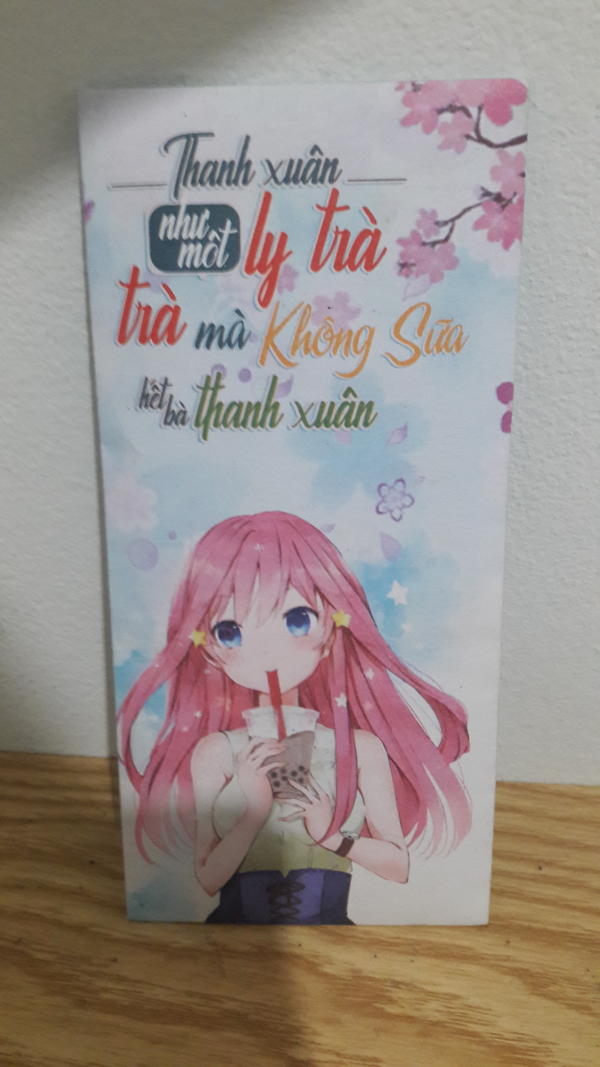 Thanh xuân
như một ly trà
trà mà Không Sữa
hết bà thanh xuân